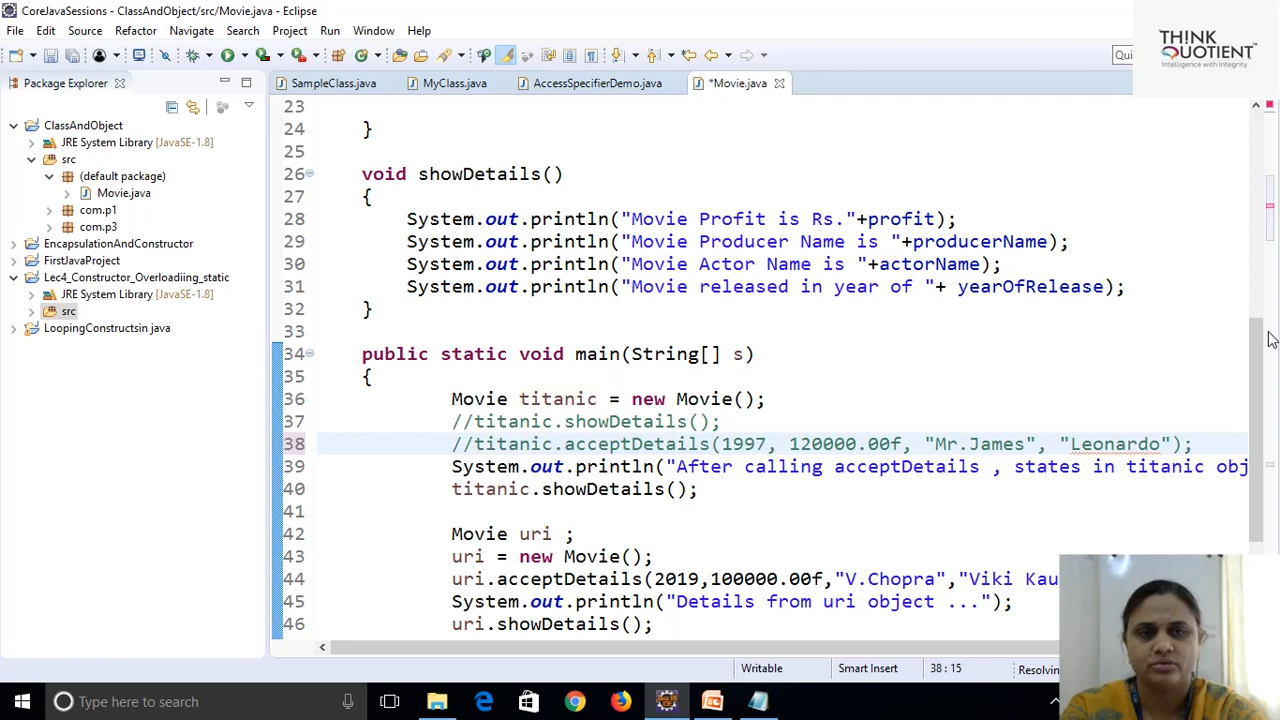 CoreJavaSessions - ClassAndObject/src/Movie.java - Eclipse
File Edit Source Refactor Navigate Search Project Run Window Help
THINK
QUOTIENT
Intelligence with Integrity
Qui
Package Explorer
SampleClass.java MyClass.java AccessSpecifierDemo.java *Movie.java
ClassAndObject
JRE System Library [JavaSE-1.8]
src
(default package)
Movie.java
com.p1
com.p3
EncapsulationAndConstructor
FirstJavaProject
Lec4_Constructor_Overloadiing_static
JRE System Library [JavaSE-1.8]
src
LoopingConstructsin java
23
24 }
25
26 void showDetails()
27 {
28 System.out.println("Movie Profit is Rs."+profit);
29 System.out.println("Movie Producer Name is "+producerName);
30 System.out.println("Movie Actor Name is "+actorName);
31 System.out.println("Movie released in year of "+ yearOfRelease);
32 }
33
34 public static void main(String[] s)
35 {
36 Movie titanic = new Movie();
37 //titanic.showDetails();
38 //titanic.acceptDetails(1997, 120000.00f, "Mr.James", "Leonardo");
39 System.out.println("After calling acceptDetails , states in titanic obj
40 titanic.showDetails();
41
42 Movie uri ;
43 uri = new Movie();
44 uri.acceptDetails(2019,100000.00f,"V.Chopra","Viki Kau
45 System.out.println("Details from uri object ...");
46 uri.showDetails();
Writable Smart Insert 38 : 15 Resolving
Type here to search